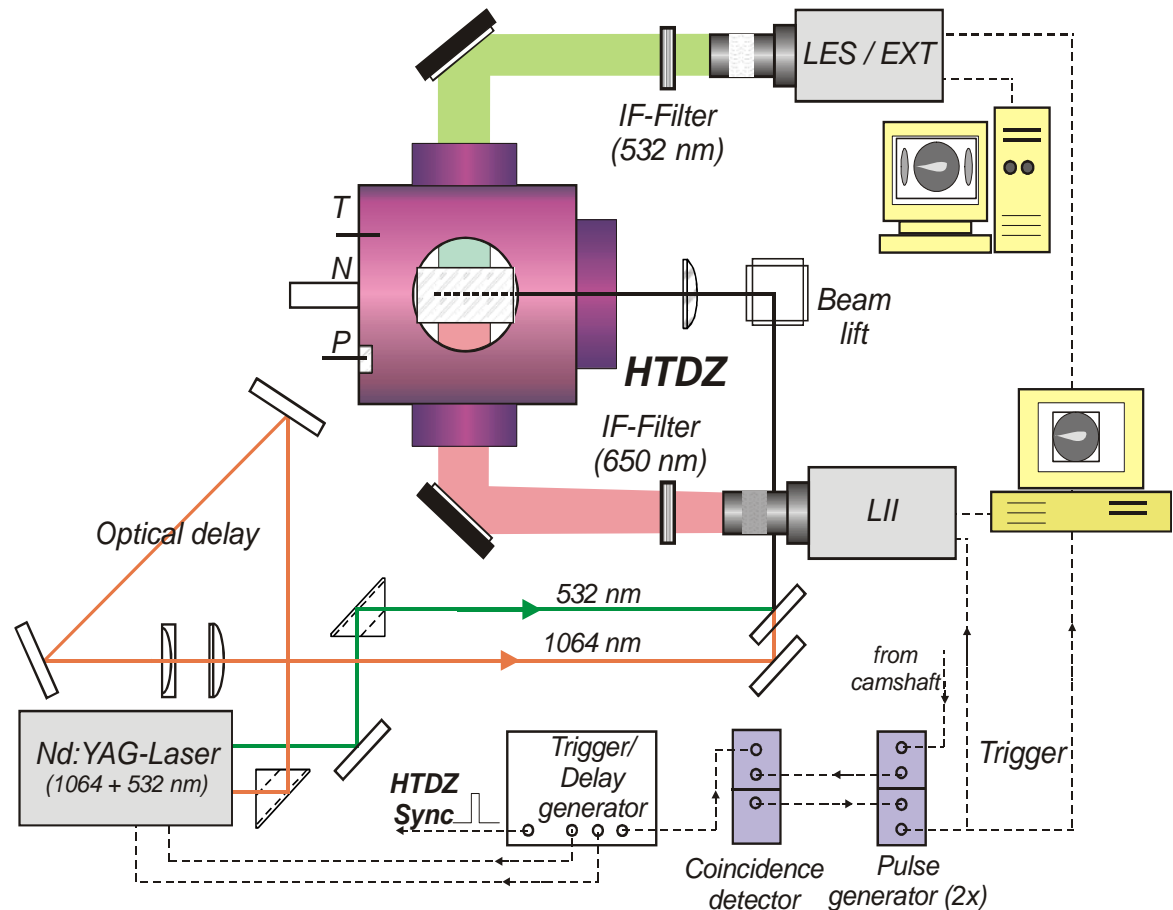 LES / EXT
IF-Filter
(532 nm)
T
N
P
Beam
lift
HTDZ
IF-Filter
(650 nm)
LII
Optical delay
532 nm
1064 nm
from
camshaft
Nd:YAG-Laser
(1064 + 532 nm)
HTDZ
Sync
Trigger/
Delay
generator
Trigger
Coincidence
detector
Pulse
generator (2x)